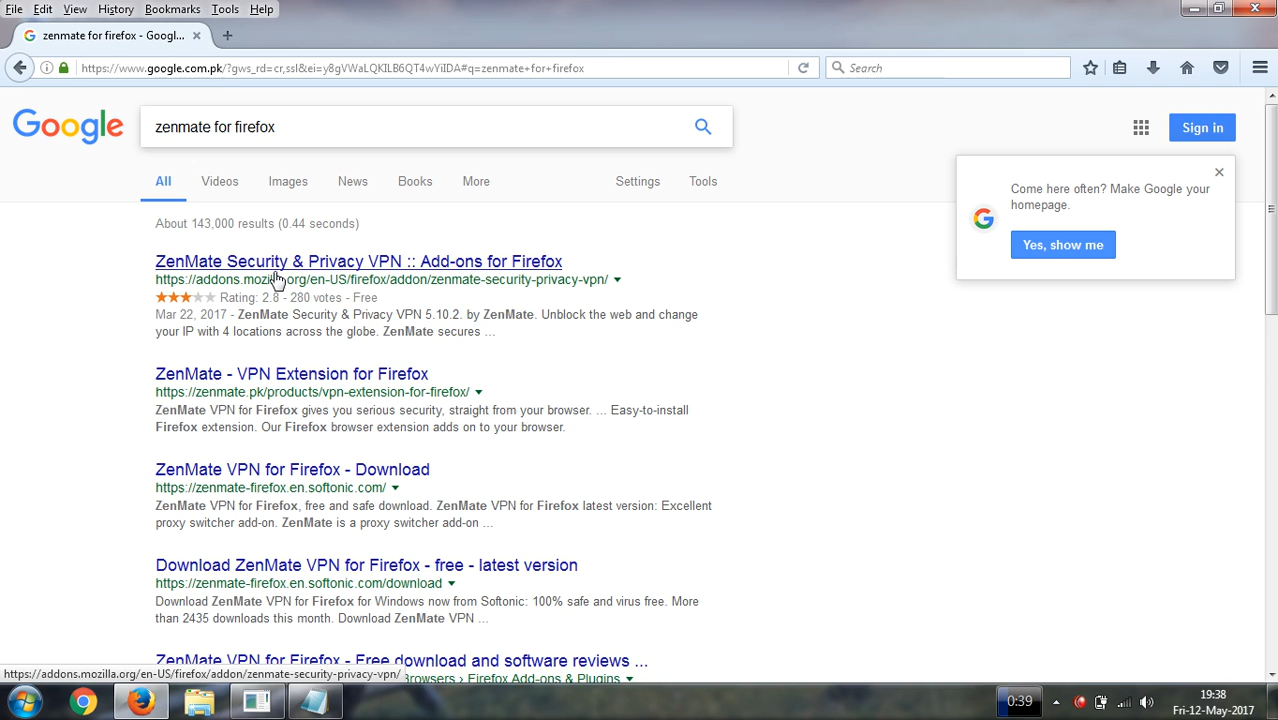 File Edit View History Bookmarks Tools Help
zenmate for firefox - Googl...
https://www.google.com.pk/?gws_rd=cr,ssl&ei=y8gVWaLQKILB6QT4wYiIDA#q=zenmate+for+firefox
Search
Google
zenmate for firefox
Sign in
All Videos Images News Books More Settings Tools
Come here often? Make Google your
homepage.
Yes, show me
About 143,000 results (0.44 seconds)
ZenMate Security & Privacy VPN :: Add-ons for Firefox
https://addons.mozilla.org/en-US/firefox/addon/zenmate-security-privacy-vpn/
Rating: 2.8 - 280 votes - Free
Mar 22, 2017 - ZenMate Security & Privacy VPN 5.10.2. by ZenMate. Unblock the web and change
your IP with 4 locations across the globe. ZenMate secures ...
ZenMate - VPN Extension for Firefox
https://zenmate.pk/products/vpn-extension-for-firefox/
ZenMate VPN for Firefox gives you serious security, straight from your browser. ... Easy-to-install
Firefox extension. Our Firefox browser extension adds on to your browser.
ZenMate VPN for Firefox - Download
https://zenmate-firefox.en.softonic.com/
ZenMate VPN for Firefox, free and safe download. ZenMate VPN for Firefox latest version: Excellent
proxy switcher add-on. ZenMate is a proxy switcher add-on ...
Download ZenMate VPN for Firefox - free - latest version
https://zenmate-firefox.en.softonic.com/download
Download ZenMate VPN for Firefox for Windows now from Softonic: 100% safe and virus free. More
than 2435 downloads this month. Download ZenMate VPN ...
ZenMate VPN for Firefox - Free download and software reviews ...
https://addons.mozilla.org/en-US/firefox/addon/zenmate-security-privacy-vpn/
Browsers › Firefox Add-ons & Plugins
0:39
19:38
Fri-12-May-2017